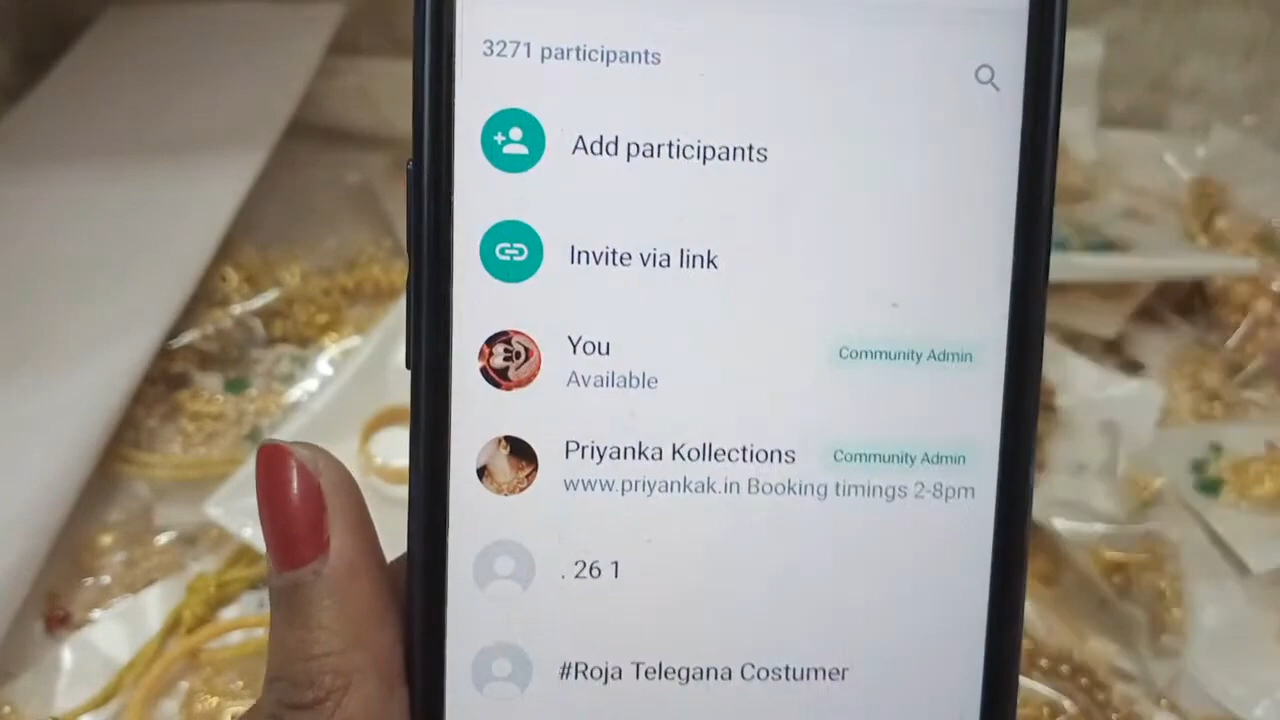 3271 participants
Add participants
Invite via link
You
Community Admin
Available
Priyanka Kollections
Community Admin
www.priyankak.in Booking timings 2-8pm
. 26 1
#Roja Telegana Costumer